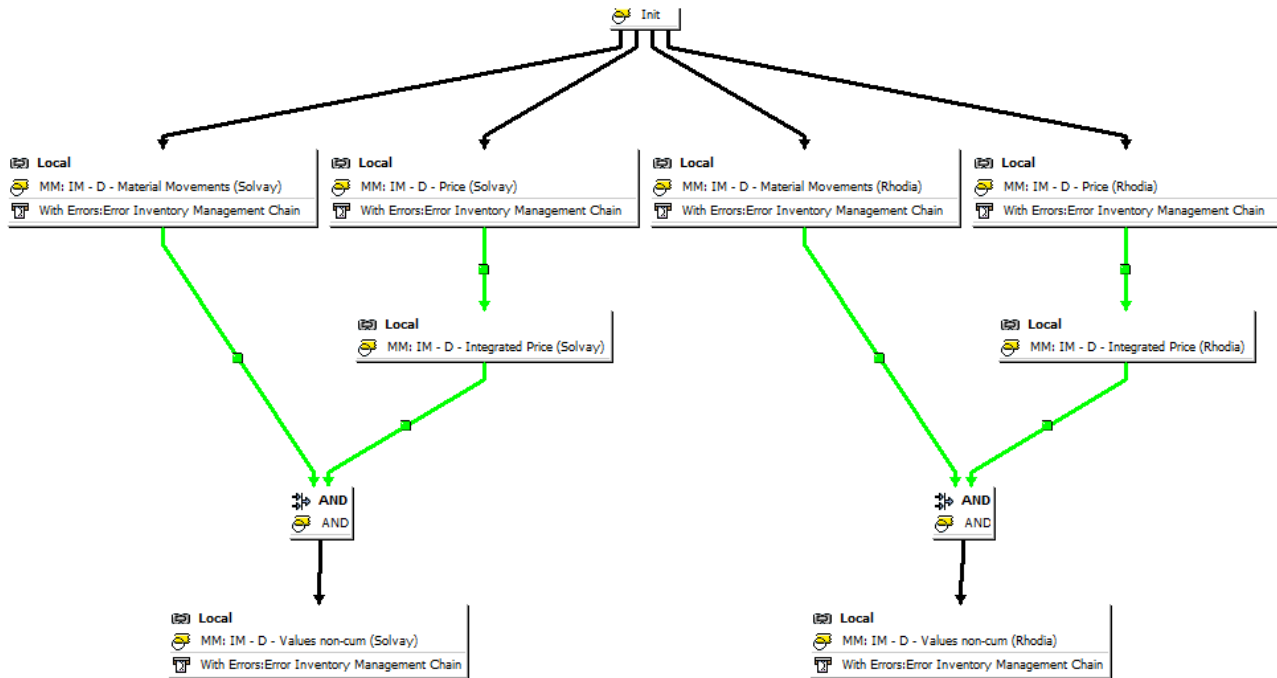 Init
Local
MM: IM - D - Material Movements (Solvay)
With Errors:Error Inventory Management Chain
Local
MM: IM - D - Price (Solvay)
With Errors:Error Inventory Management Chain
Local
MM: IM - D - Material Movements (Rhodia)
With Errors:Error Inventory Management Chain
Local
MM: IM - D - Price (Rhodia)
With Errors:Error Inventory Management Chain
Local
MM: IM - D - Integrated Price (Solvay)
Local
MM: IM - D - Integrated Price (Rhodia)
AND
AND
AND
AND
Local
MM: IM - D - Values non-cum (Solvay)
With Errors:Error Inventory Management Chain
Local
MM: IM - D - Values non-cum (Rhodia)
With Errors:Error Inventory Management Chain